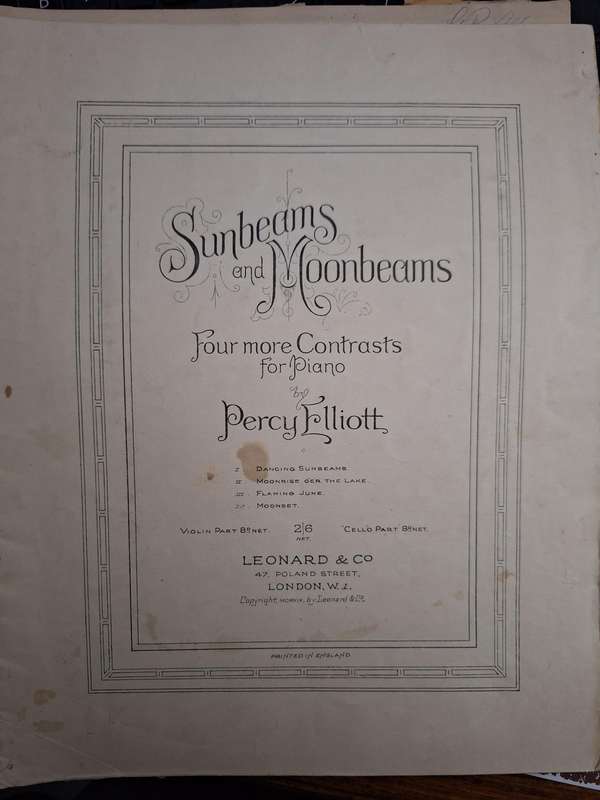 Sunbeams
and Moonbeams
Four more Contrasts
for Piano
by
Percy Elliott
I. DANCING SUNBEAMS.
II. MOONRISE O'ER THE LAKE.
III. FLAMING JUNE.
IV. MOONSET.
VIOLIN PART 8D NET. 2/6 NET. 'CELLO PART 8D NET.
LEONARD & CO
47, POLAND STREET,
LONDON, W.1.
Copyright, MCMXIX, by Leonard & Co.
PRINTED IN ENGLAND